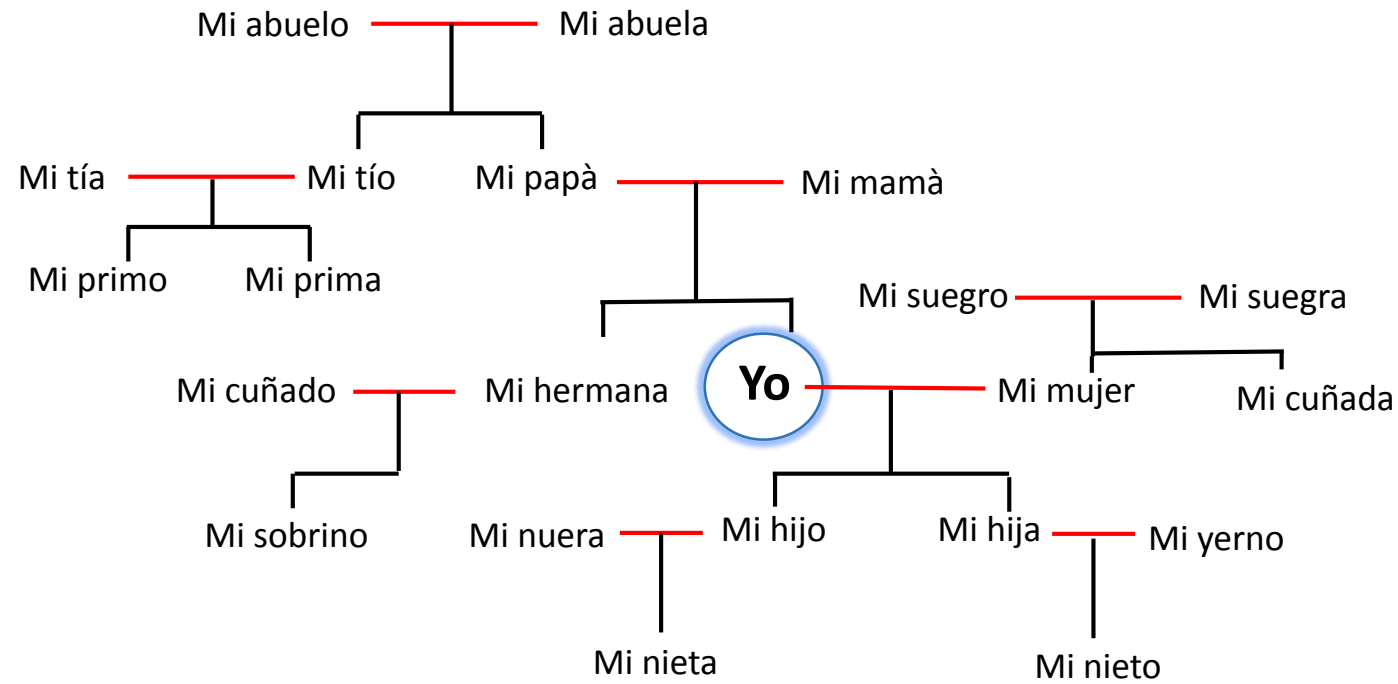 Mi abuelo
Mi abuela
Mi tía
Mi tío
Mi papà
Mi mamà
Mi primo
Mi prima
Mi suegro
Mi suegra
Mi cuñado
Mi hermana
Yo
Mi mujer
Mi cuñada
Mi sobrino
Mi nuera
Mi hijo
Mi hija
Mi yerno
Mi nieta
Mi nieto